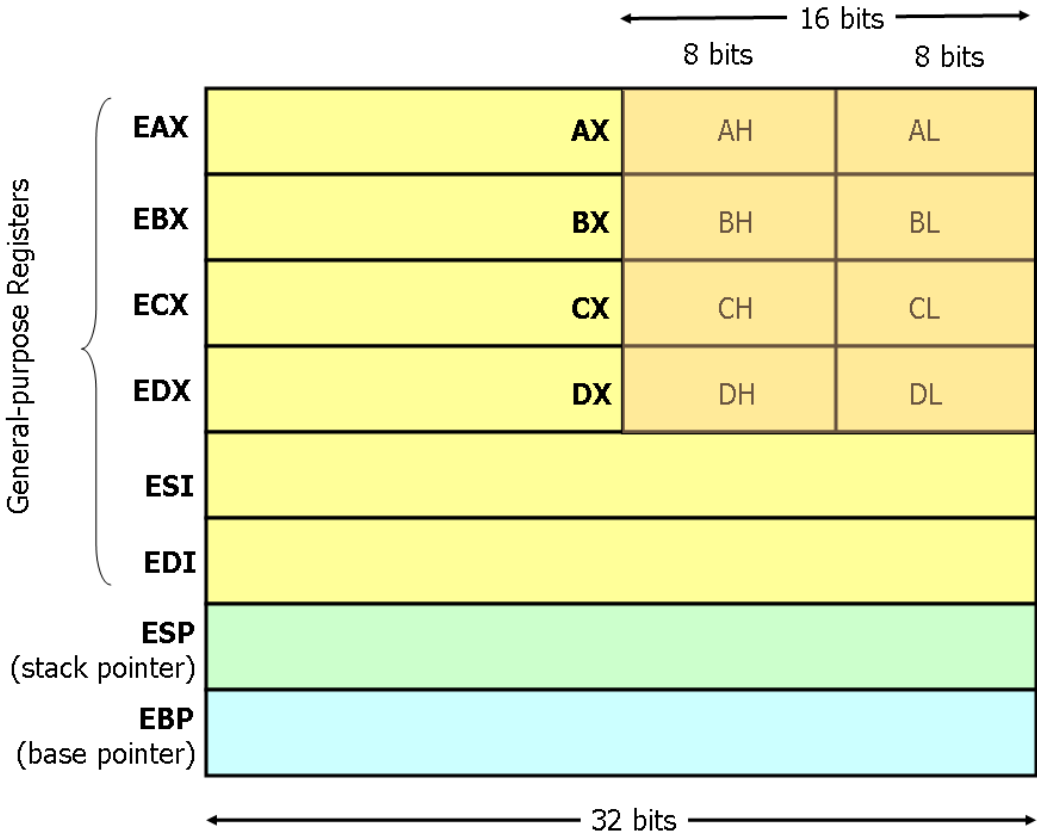 16 bits
8 bits 8 bits
General-purpose Registers
EAX AX AH AL
EBX BX BH BL
ECX CX CH CL
EDX DX DH DL
ESI
EDI
ESP
(stack pointer)
EBP
(base pointer)
32 bits